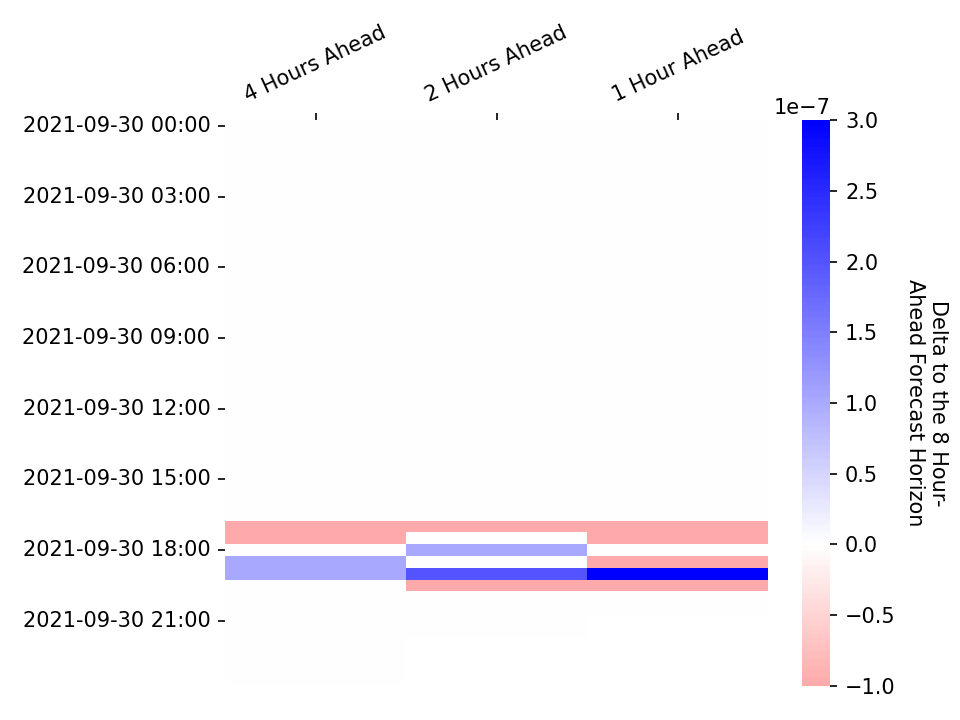 4 Hours Ahead
2 Hours Ahead
1 Hour Ahead
1e−7
2021-09-30 00:00
2021-09-30 03:00
2021-09-30 06:00
2021-09-30 09:00
2021-09-30 12:00
2021-09-30 15:00
2021-09-30 18:00
2021-09-30 21:00
3.0
2.5
2.0
1.5
1.0
0.5
0.0
−0.5
−1.0
Delta to the 8 Hour-
Ahead Forecast Horizon